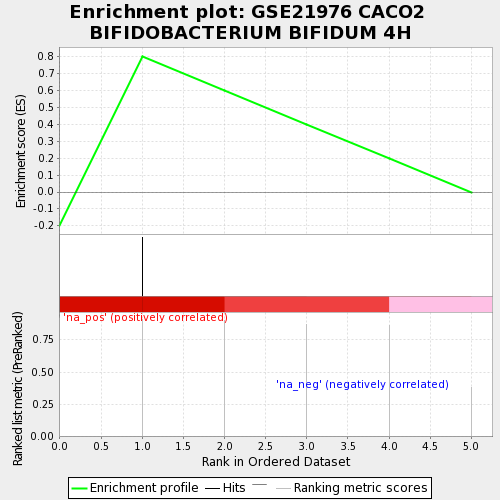 Enrichment plot: GSE21976 CACO2
BIFIDOBACTERIUM BIFIDUM 4H
Enrichment score (ES)
0.8
0.7
0.6
0.5
0.4
0.3
0.2
0.1
0.0
-0.1
-0.2
'na_pos' (positively correlated)
'na_neg' (negatively correlated)
Ranked list metric (PreRanked)
0.75
0.50
0.25
0.00
0.0 0.5 1.0 1.5 2.0 2.5 3.0 3.5 4.0 4.5 5.0
Rank in Ordered Dataset
Enrichment profile Hits Ranking metric scores